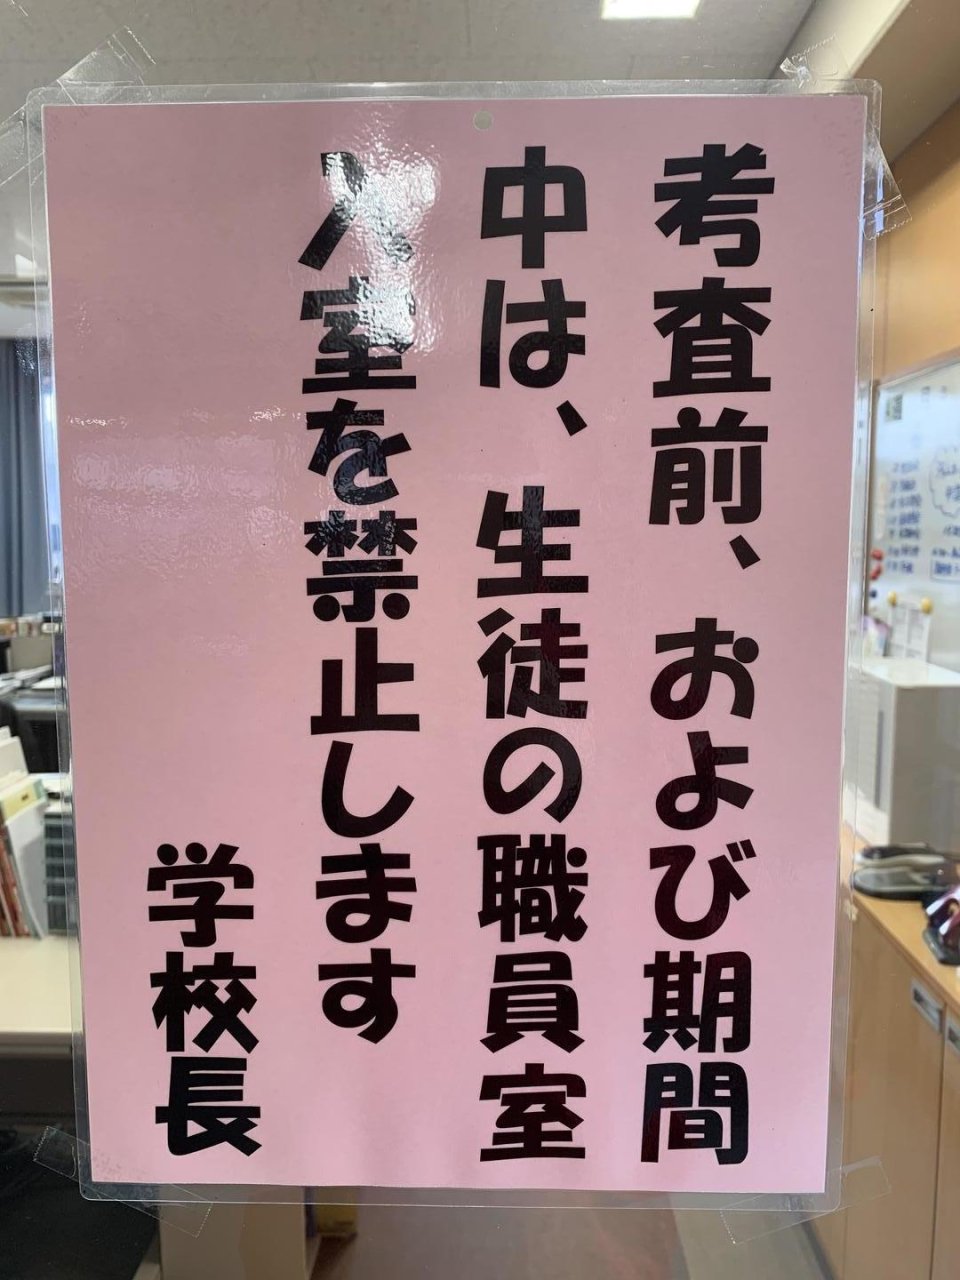 考査前、および期間
中は、生徒の職員室
入室を禁止します
学校長